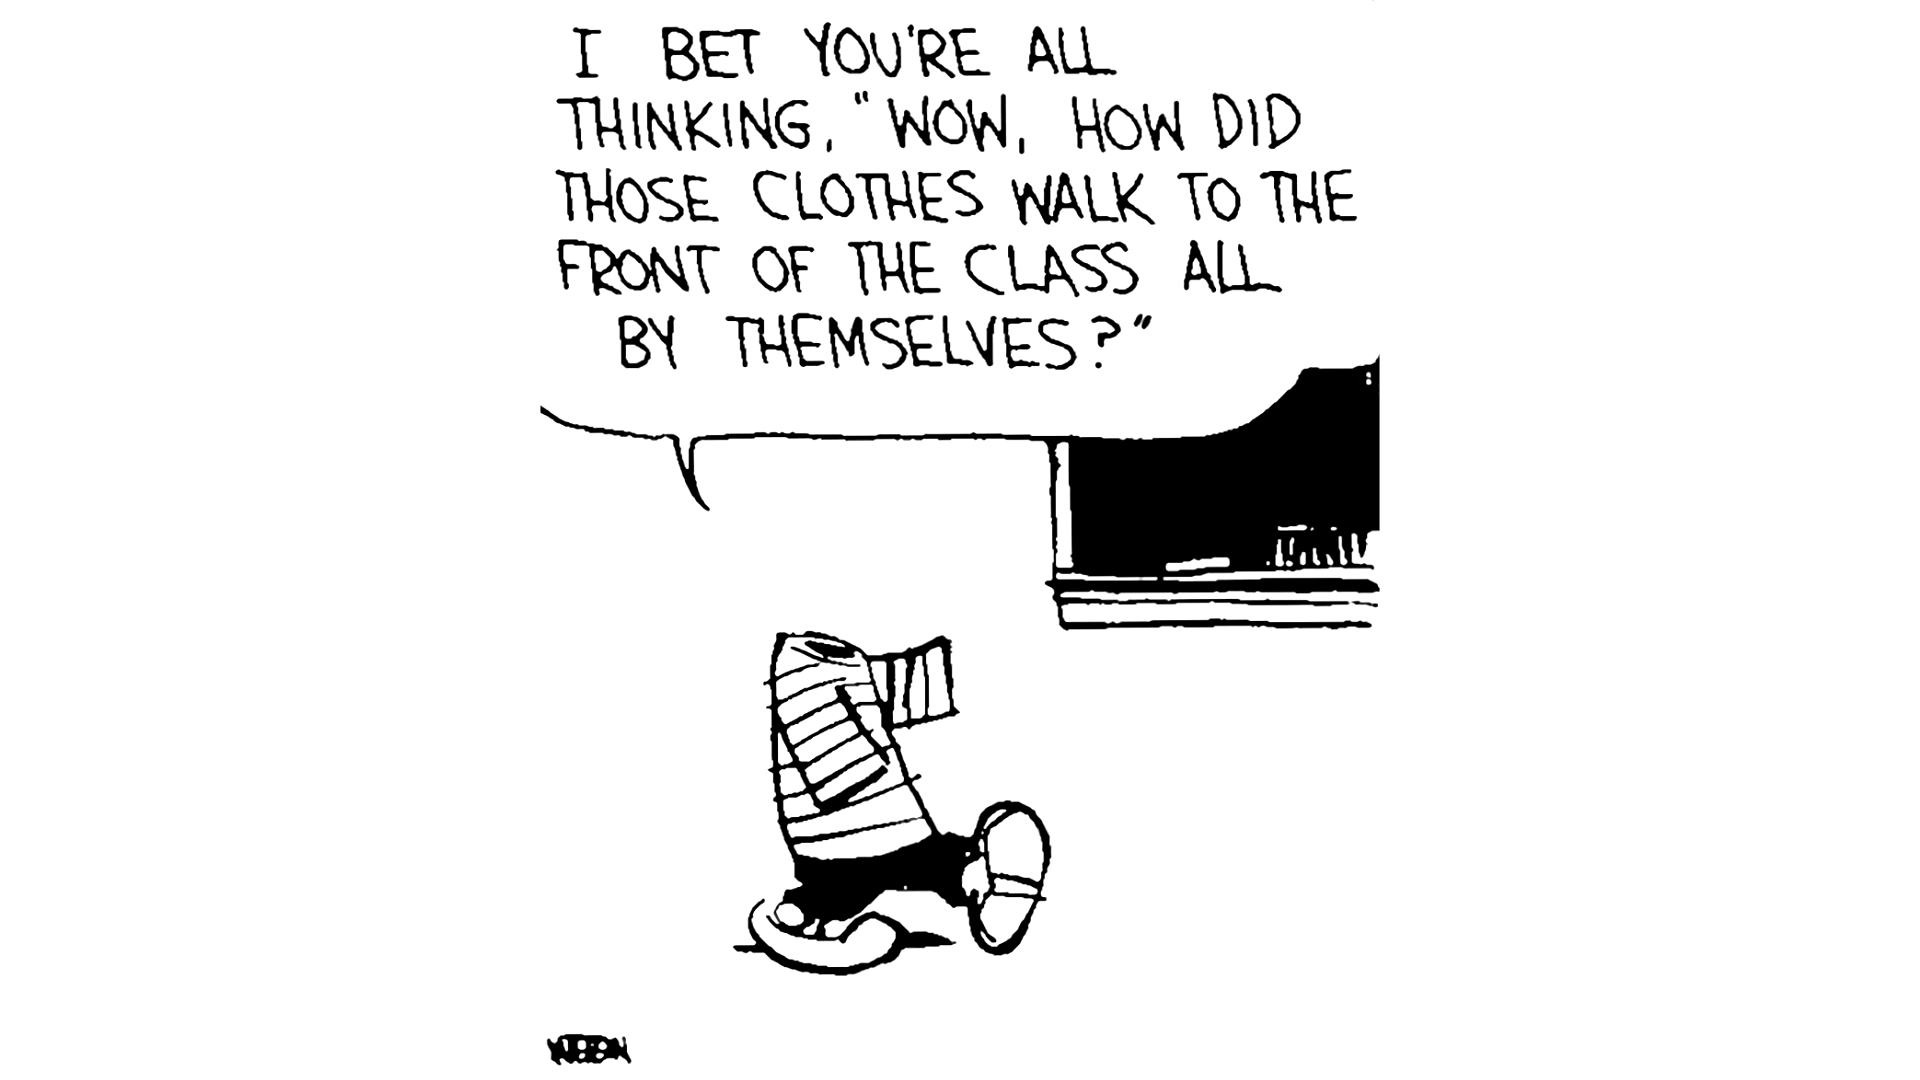 I BET YOU'RE ALL
THINKING, "WOW, HOW DID
THOSE CLOTHES WALK TO THE
FRONT OF THE CLASS ALL
BY THEMSELVES?"